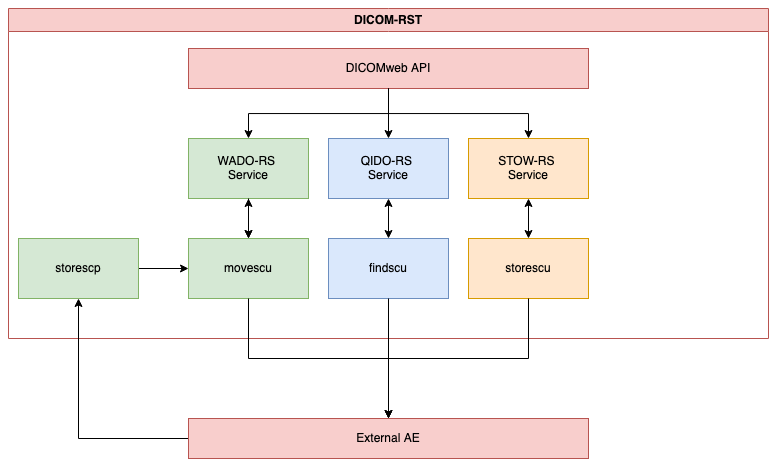 DICOM-RST
DICOMweb API
WADO-RS
Service
QIDO-RS
Service
STOW-RS
Service
storescp
movescu
findscu
storescu
External AE